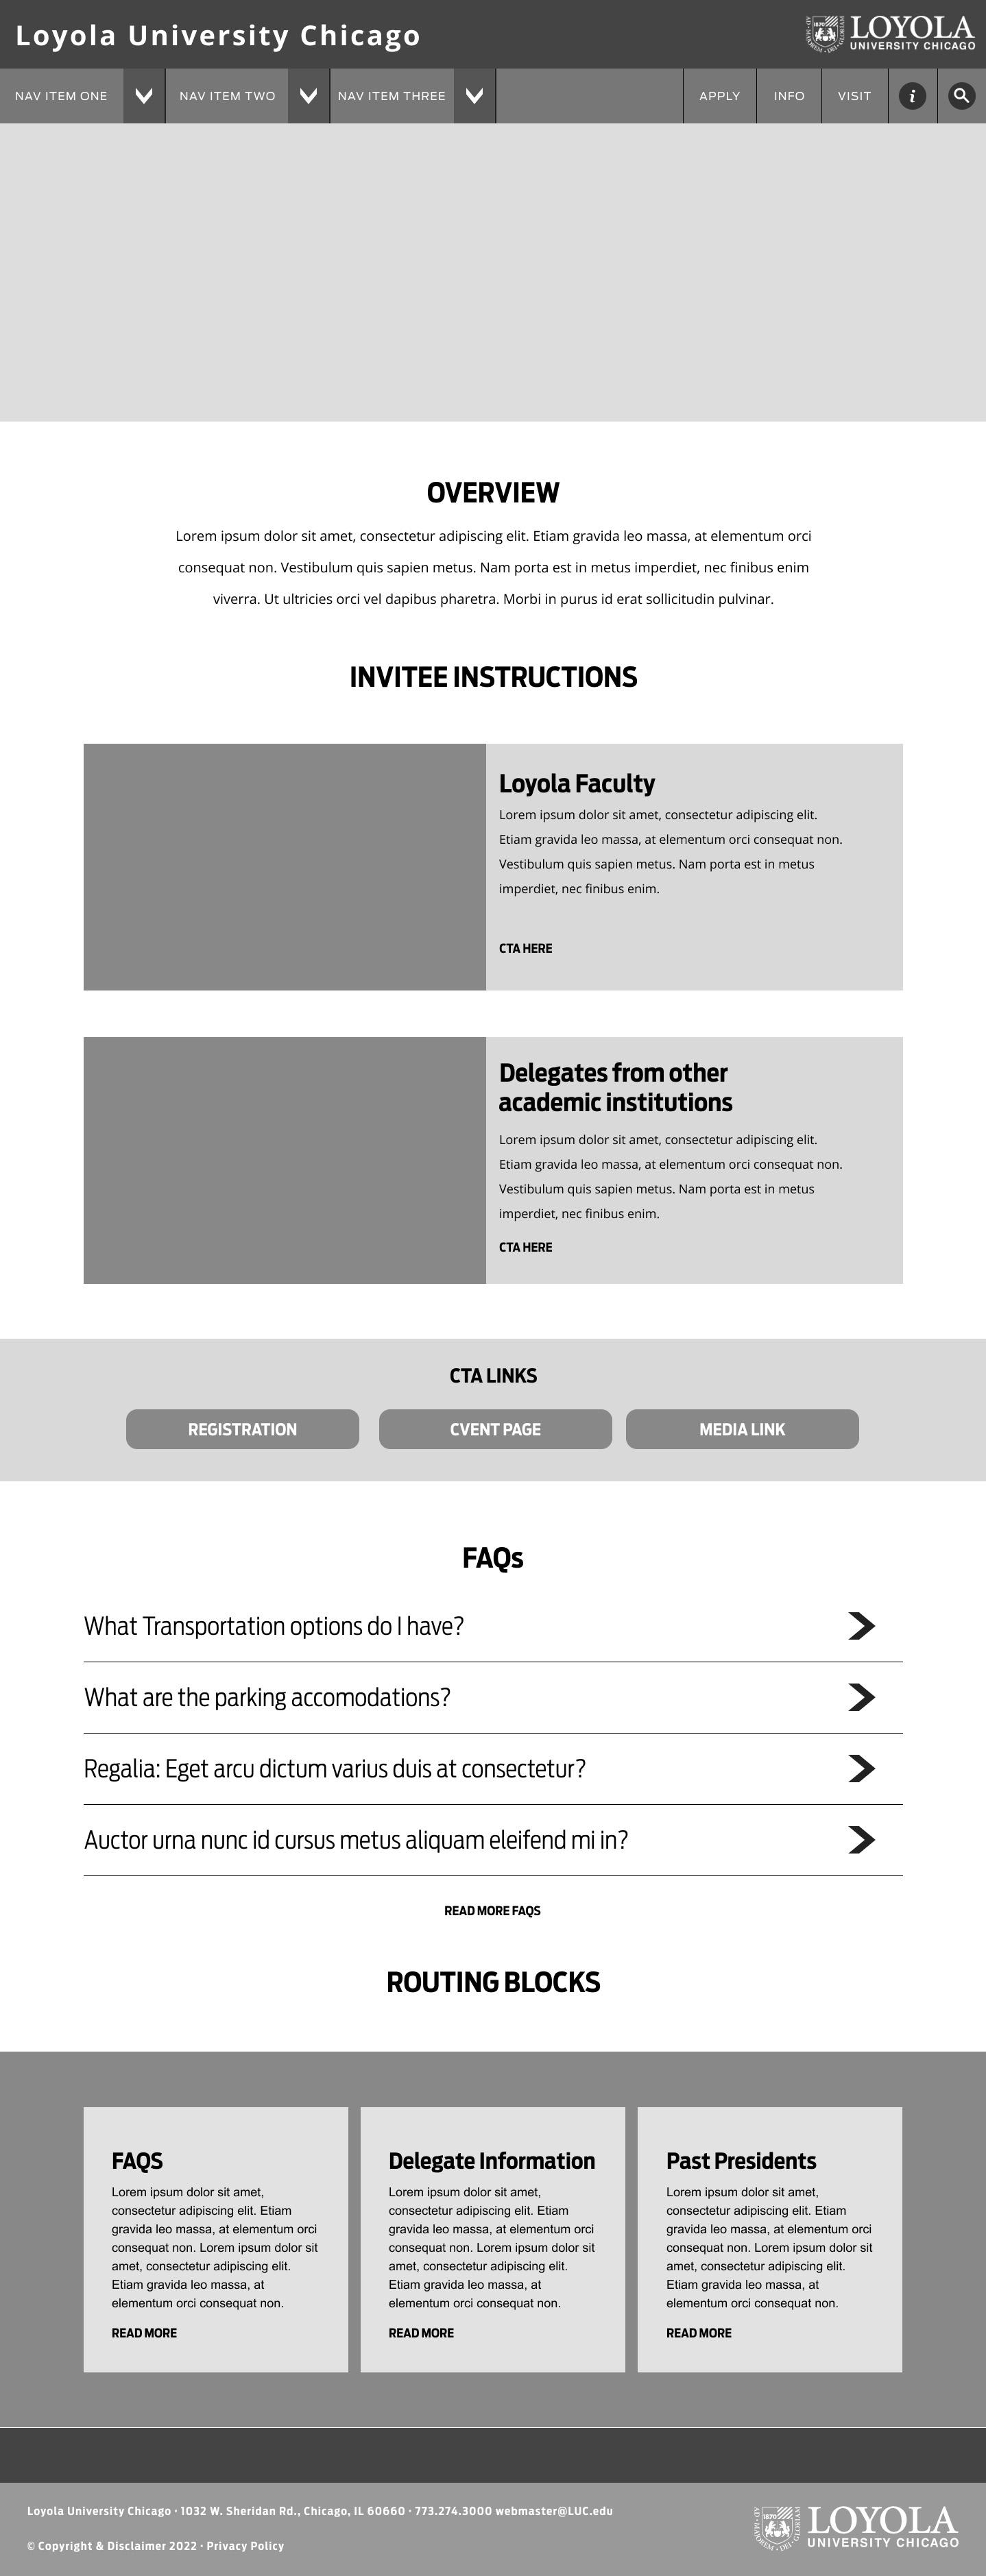 Loyola University Chicago
1870
AD · MAJOREM · DEI · GLORIAM
LOYOLA
UNIVERSITY CHICAGO
NAV ITEM ONE
NAV ITEM TWO
NAV ITEM THREE
APPLY
INFO
VISIT
i
OVERVIEW
Lorem ipsum dolor sit amet, consectetur adipiscing elit. Etiam gravida leo massa, at elementum orci
consequat non. Vestibulum quis sapien metus. Nam porta est in metus imperdiet, nec finibus enim
viverra. Ut ultricies orci vel dapibus pharetra. Morbi in purus id erat sollicitudin pulvinar.
INVITEE INSTRUCTIONS
Loyola Faculty
Lorem ipsum dolor sit amet, consectetur adipiscing elit.
Etiam gravida leo massa, at elementum orci consequat non.
Vestibulum quis sapien metus. Nam porta est in metus
imperdiet, nec finibus enim.
CTA HERE
Delegates from other
academic institutions
Lorem ipsum dolor sit amet, consectetur adipiscing elit.
Etiam gravida leo massa, at elementum orci consequat non.
Vestibulum quis sapien metus. Nam porta est in metus
imperdiet, nec finibus enim.
CTA HERE
CTA LINKS
REGISTRATION
CVENT PAGE
MEDIA LINK
FAQs
What Transportation options do I have?
What are the parking accomodations?
Regalia: Eget arcu dictum varius duis at consectetur?
Auctor urna nunc id cursus metus aliquam eleifend mi in?
READ MORE FAQS
ROUTING BLOCKS
FAQS
Lorem ipsum dolor sit amet,
consectetur adipiscing elit. Etiam
gravida leo massa, at elementum orci
consequat non. Lorem ipsum dolor sit
amet, consectetur adipiscing elit.
Etiam gravida leo massa, at
elementum orci consequat non.
READ MORE
Delegate Information
Lorem ipsum dolor sit amet,
consectetur adipiscing elit. Etiam
gravida leo massa, at elementum orci
consequat non. Lorem ipsum dolor sit
amet, consectetur adipiscing elit.
Etiam gravida leo massa, at
elementum orci consequat non.
READ MORE
Past Presidents
Lorem ipsum dolor sit amet,
consectetur adipiscing elit. Etiam
gravida leo massa, at elementum orci
consequat non. Lorem ipsum dolor sit
amet, consectetur adipiscing elit.
Etiam gravida leo massa, at
elementum orci consequat non.
READ MORE
Loyola University Chicago · 1032 W. Sheridan Rd., Chicago, IL 60660 · 773.274.3000 webmaster@LUC.edu
© Copyright & Disclaimer 2022 · Privacy Policy
1870
AD · MAJOREM · DEI · GLORIAM
LOYOLA
UNIVERSITY CHICAGO